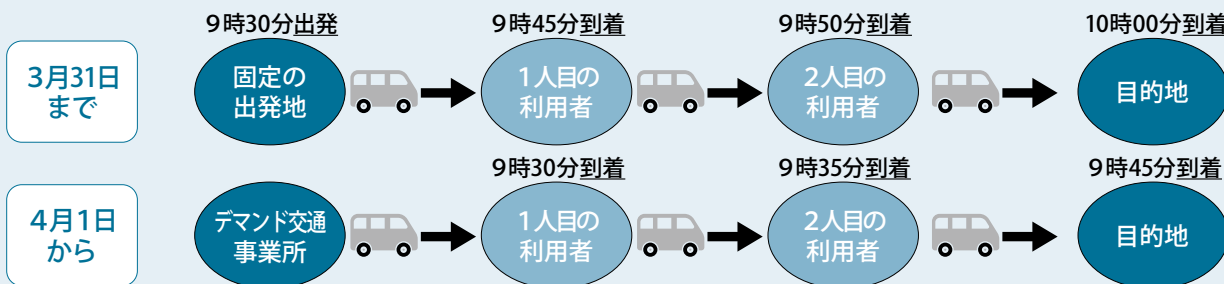 9時30分出発
9時45分到着
9時50分到着
10時00分到着
3月31日
まで
固定の
出発地
1人目の
利用者
2人目の
利用者
目的地
9時30分到着
9時35分到着
9時45分到着
4月1日
から
デマンド交通
事業所
1人目の
利用者
2人目の
利用者
目的地